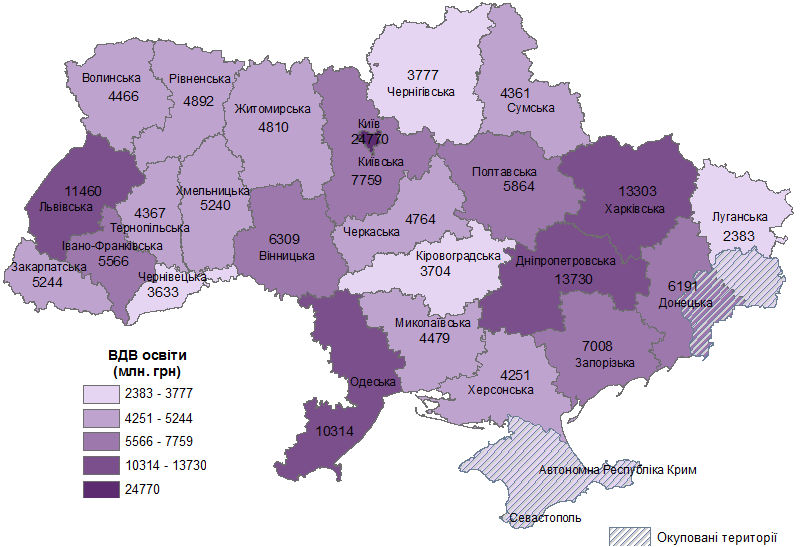 3777
Чернігівська
Волинська
4466
Рівненська
4892
Житомирська
4810
4361
Сумська
Київ
24770
Київська
7759
Полтавська
5864
11460
Львівська
4367
Тернопільська
Хмельницька
5240
13303
Харківська
Луганська
2383
4764
Черкаська
6309
Вінницька
Івано-Франківська
5566
Закарпатська
5244
Чернівецька
3633
Кіровоградська
3704
Дніпропетровська
13730
6191
Донецька
Миколаївська
4479
7008
Запорізька
4251
Херсонська
Одеська
10314
Автономна Республіка Крим
Севастополь
ВДВ освіти
(млн. грн)
2383 - 3777
4251 - 5244
5566 - 7759
10314 - 13730
24770
Окуповані території